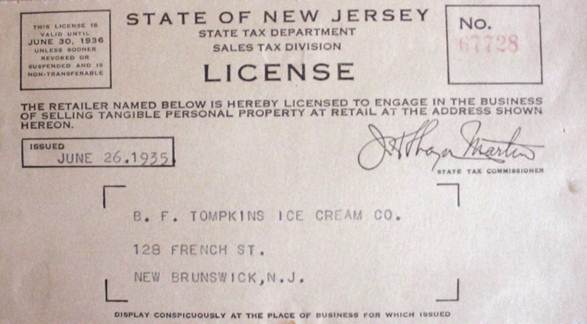 THIS LICENSE IS
VALID UNTIL
JUNE 30, 1936
UNLESS SOONER
REVOKED OR
SUSPENDED AND IS
NON-TRANSFERABLE
STATE OF NEW JERSEY
STATE TAX DEPARTMENT
SALES TAX DIVISION
LICENSE
No.
67728
THE RETAILER NAMED BELOW IS HEREBY LICENSED TO ENGAGE IN THE BUSINESS
OF SELLING TANGIBLE PERSONAL PROPERTY AT RETAIL AT THE ADDRESS SHOWN
HEREON.
ISSUED
JUNE 26,1935
J H Thayer Martin
STATE TAX COMMISSIONER
B. F. TOMPKINS ICE CREAM CO.
128 FRENCH ST.
NEW BRUNSWICK,N.J.
DISPLAY CONSPICUOUSLY AT THE PLACE OF BUSINESS FOR WHICH ISSUED